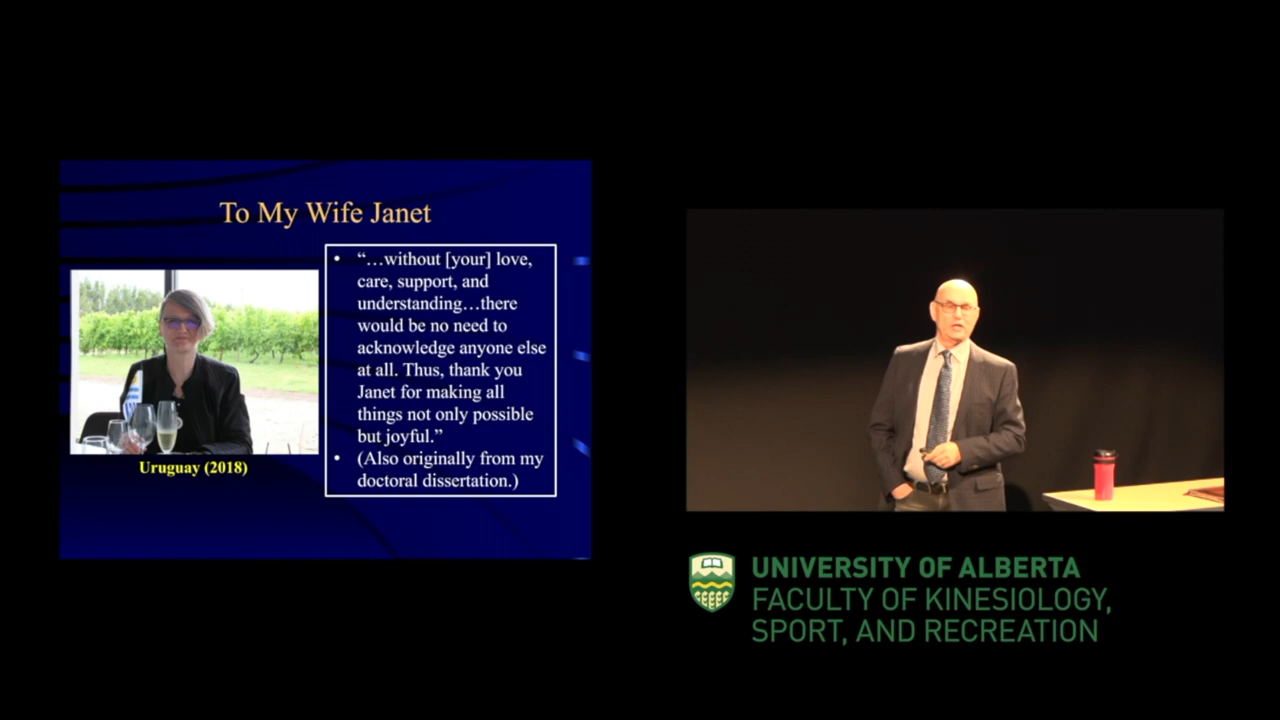 To My Wife Janet
• “…without [your] love,
care, support, and
understanding…there
would be no need to
acknowledge anyone else
at all. Thus, thank you
Janet for making all
things not only possible
but joyful.”
• (Also originally from my
doctoral dissertation.)
Uruguay (2018)
UNIVERSITY OF ALBERTA
FACULTY OF KINESIOLOGY,
SPORT, AND RECREATION